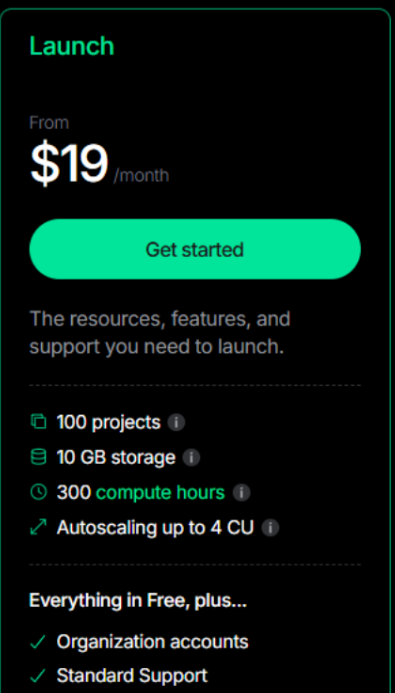 Launch
From
$19 /month
Get started
The resources, features, and
support you need to launch.
100 projects
10 GB storage
300 compute hours
Autoscaling up to 4 CU
Everything in Free, plus...
Organization accounts
Standard Support